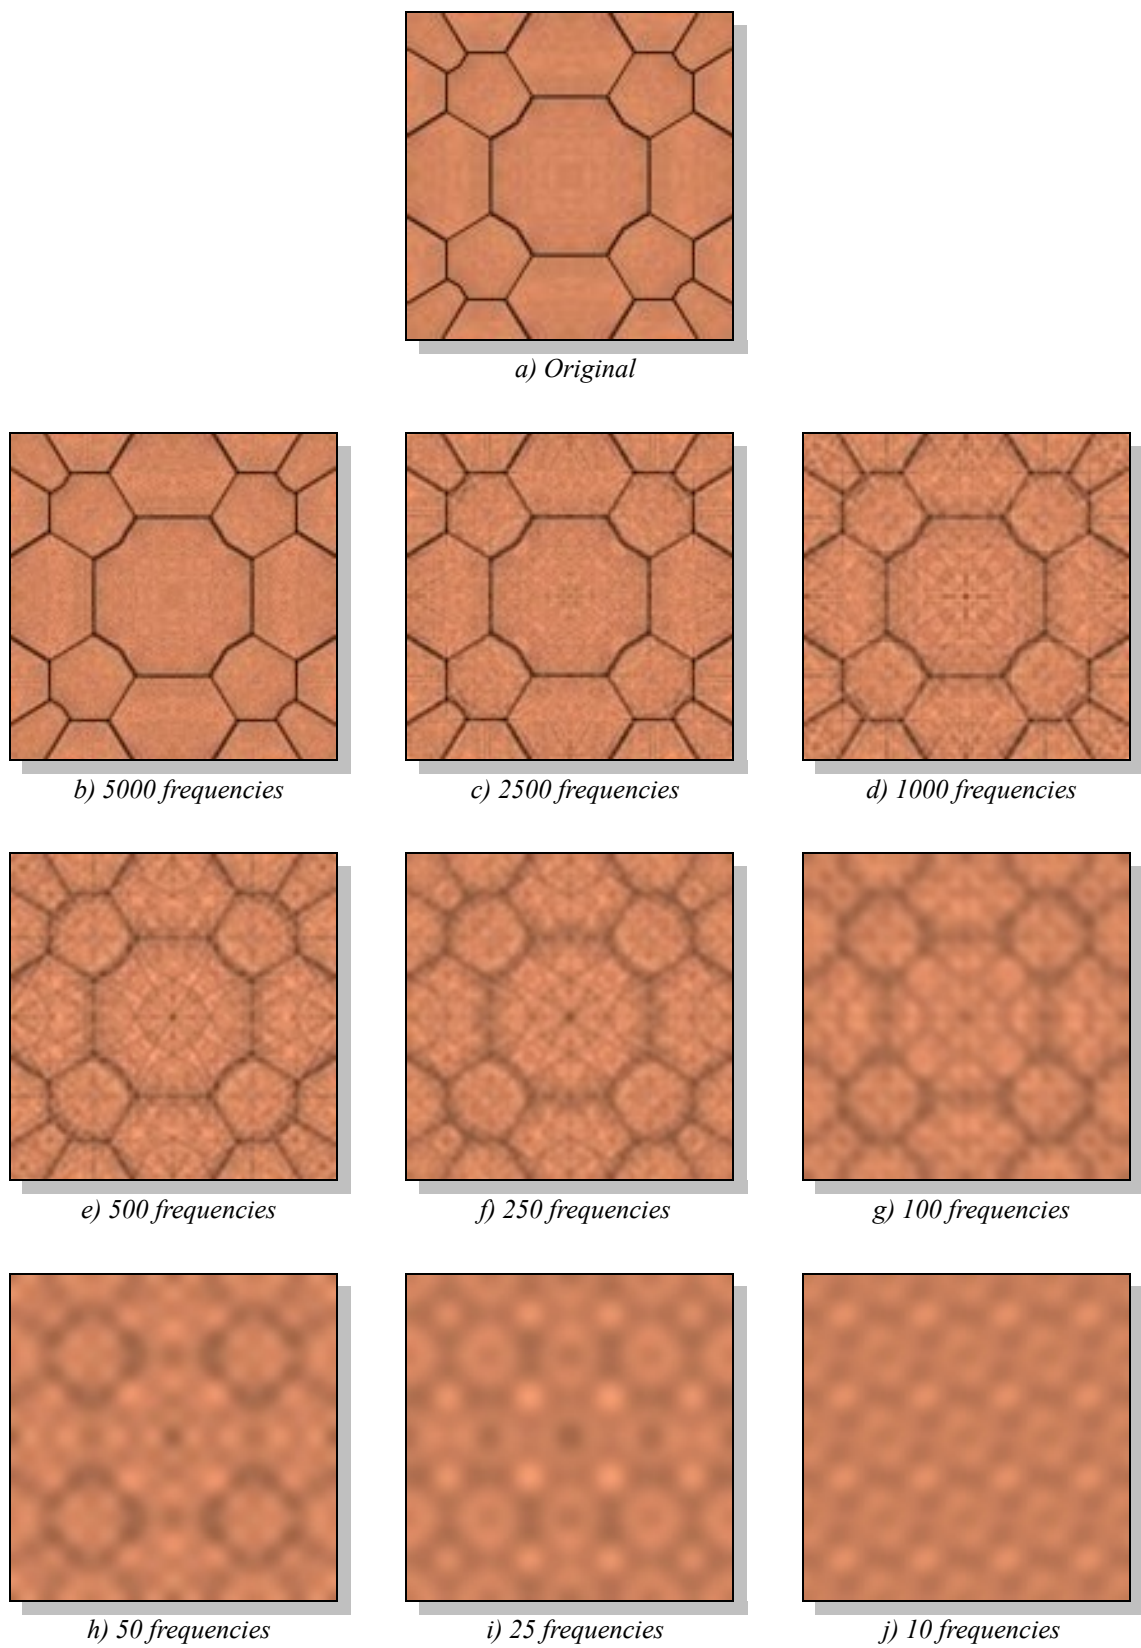 a) Original
b) 5000 frequencies
c) 2500 frequencies
d) 1000 frequencies
e) 500 frequencies
f) 250 frequencies
g) 100 frequencies
h) 50 frequencies
i) 25 frequencies
j) 10 frequencies